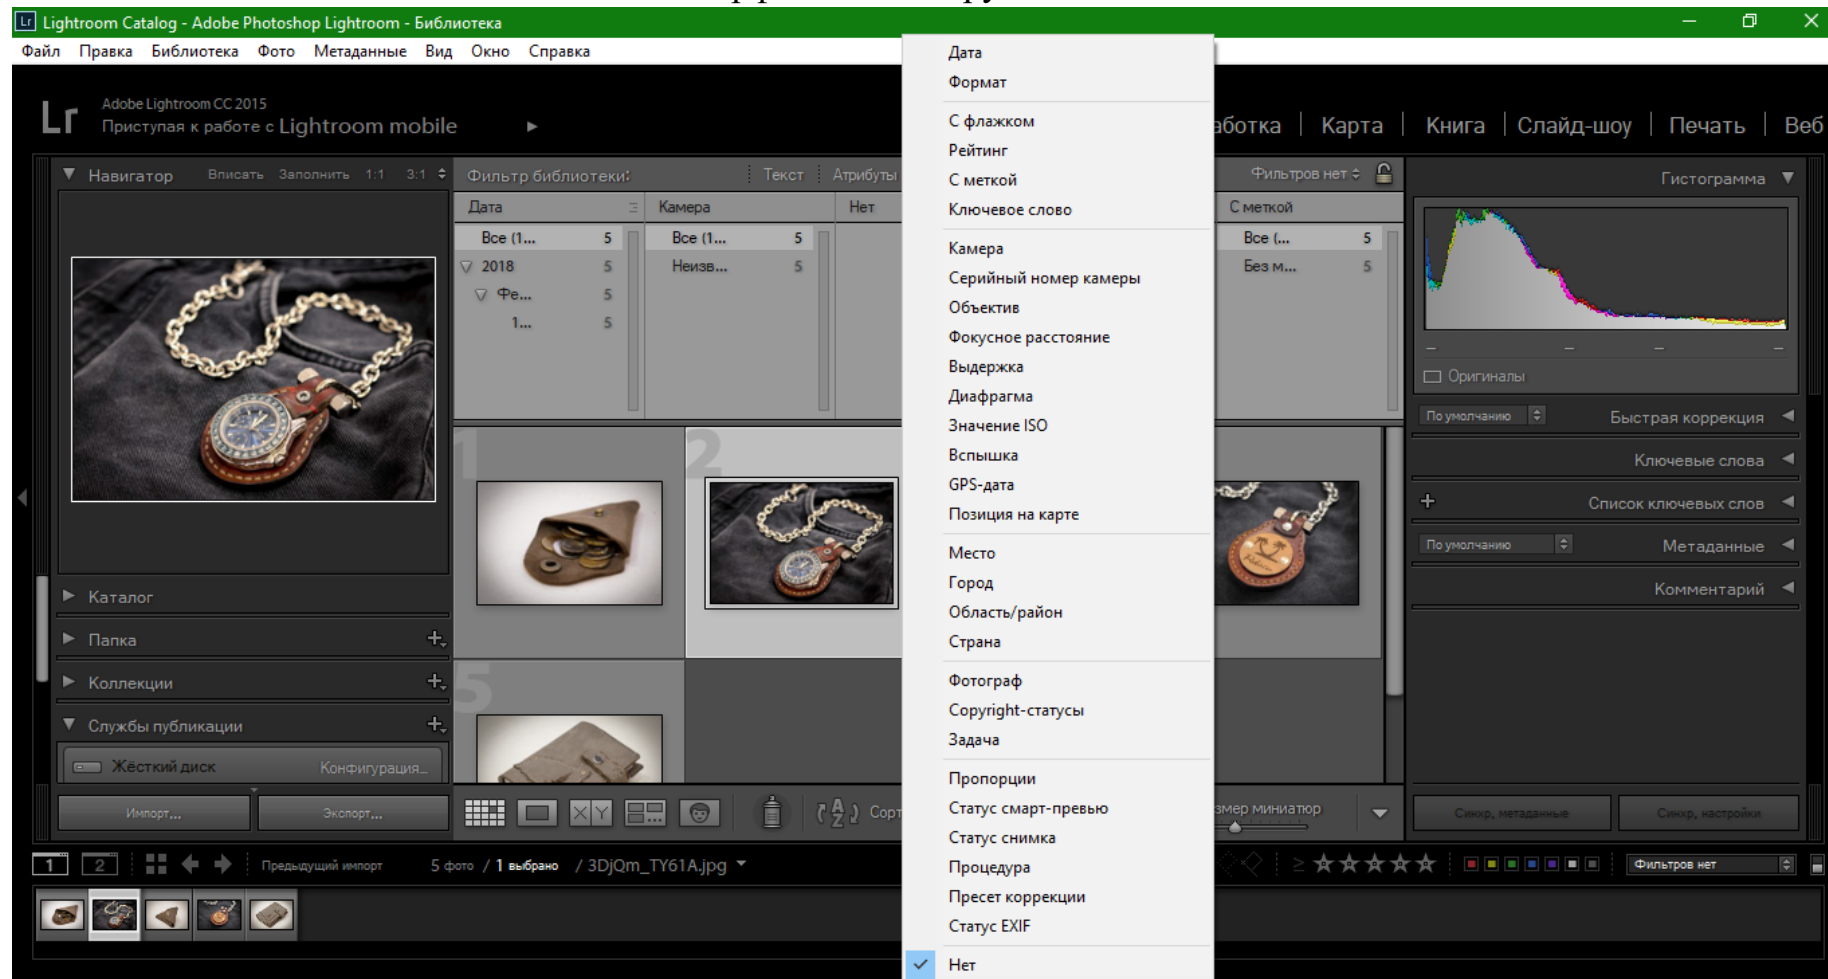 Lightroom Catalog - Adobe Photoshop Lightroom - Библиотека
Файл Правка Библиотека Фото Метаданные Вид Окно Справка
Adobe Lightroom CC 2015
Приступая к работе с Lightroom mobile
Карта | Книга | Слайд-шоу | Печать | Веб
Навигатор Вписать Заполнить 1:1 3:1
Фильтр библиотеки: Текст Атрибуты
Фильтров нет
Дата Камера Нет С меткой
Все (1... 5 Все (1... 5 Все (... 5
2018 5 Неизв... 5 Без м... 5
Фе... 5
1... 5
1
2
5
Каталог
Папка
Коллекции
Службы публикации
Жёсткий диск Конфигурация...
Импорт... Экспорт...
Дата
Формат
С флажком
Рейтинг
С меткой
Ключевое слово
Камера
Серийный номер камеры
Объектив
Фокусное расстояние
Выдержка
Диафрагма
Значение ISO
Вспышка
GPS-дата
Позиция на карте
Место
Город
Область/район
Страна
Фотограф
Copyright-статусы
Задача
Пропорции
Статус смарт-превью
Статус снимка
Процедура
Пресет коррекции
Статус EXIF
Нет
Гистограмма
Оригиналы
По умолчанию Быстрая коррекция
Ключевые слова
Список ключевых слов
По умолчанию Метаданные
Комментарий
миниатюр
Синхр. метаданные Синхр. настройки
1 2 Предыдущий импорт 5 фото / 1 выбрано / 3DjQm_TY61A.jpg
Фильтров нет